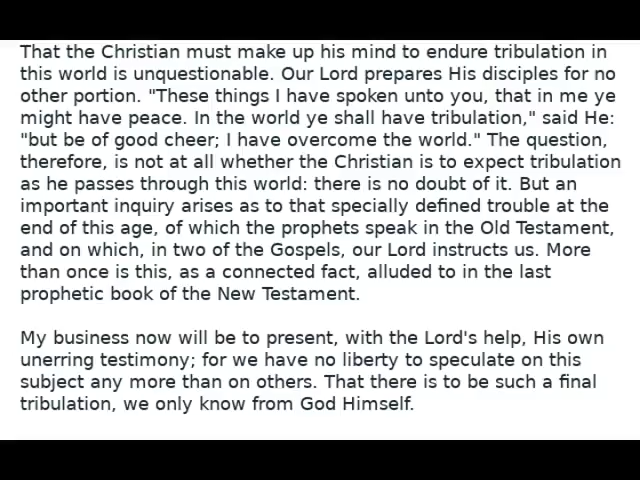 That the Christian must make up his mind to endure tribulation in
this world is unquestionable. Our Lord prepares His disciples for no
other portion. "These things I have spoken unto you, that in me ye
might have peace. In the world ye shall have tribulation," said He:
"but be of good cheer; I have overcome the world." The question,
therefore, is not at all whether the Christian is to expect tribulation
as he passes through this world: there is no doubt of it. But an
important inquiry arises as to that specially defined trouble at the
end of this age, of which the prophets speak in the Old Testament,
and on which, in two of the Gospels, our Lord instructs us. More
than once is this, as a connected fact, alluded to in the last
prophetic book of the New Testament.
My business now will be to present, with the Lord's help, His own
unerring testimony; for we have no liberty to speculate on this
subject any more than on others. That there is to be such a final
tribulation, we only know from God Himself.